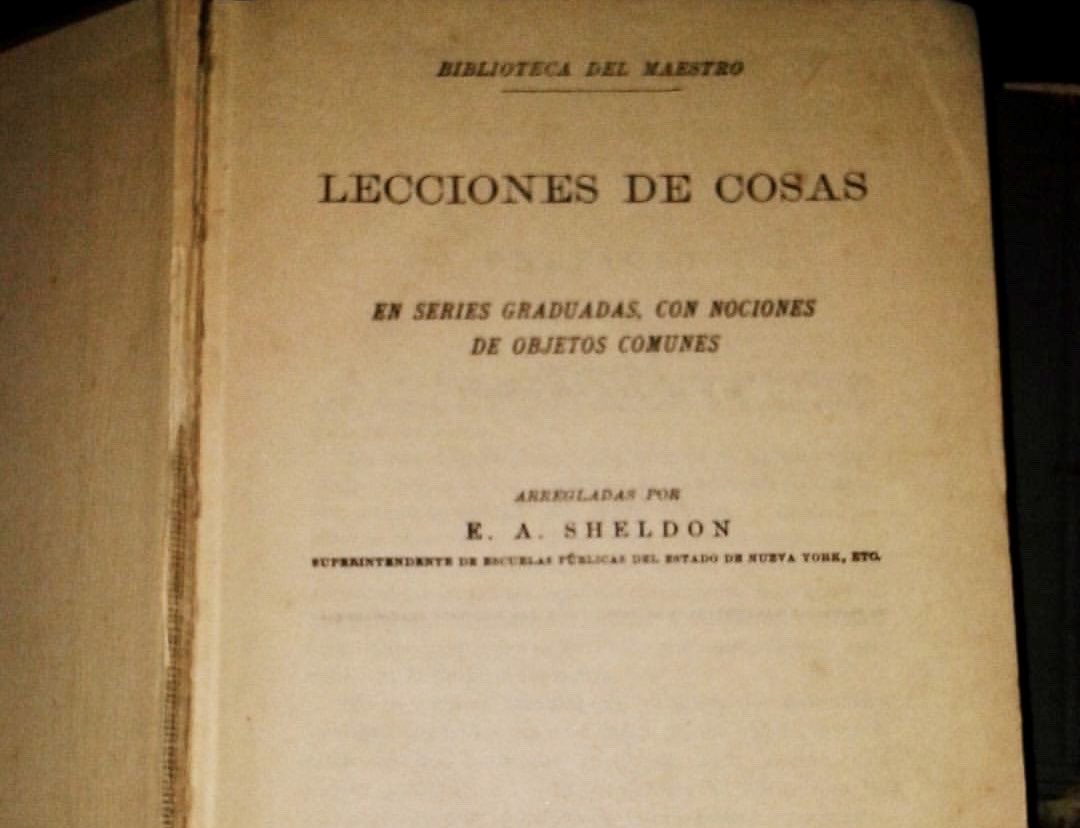 BIBLIOTECA DEL MAESTRO
LECCIONES DE COSAS
EN SERIES GRADUADAS, CON NOCIONES
DE OBJETOS COMUNES
ARREGLADAS POR
E. A. SHELDON
SUPERINTENDENTE DE ESCUELAS PÚBLICAS DEL ESTADO DE NUEVA YORK, ETC.